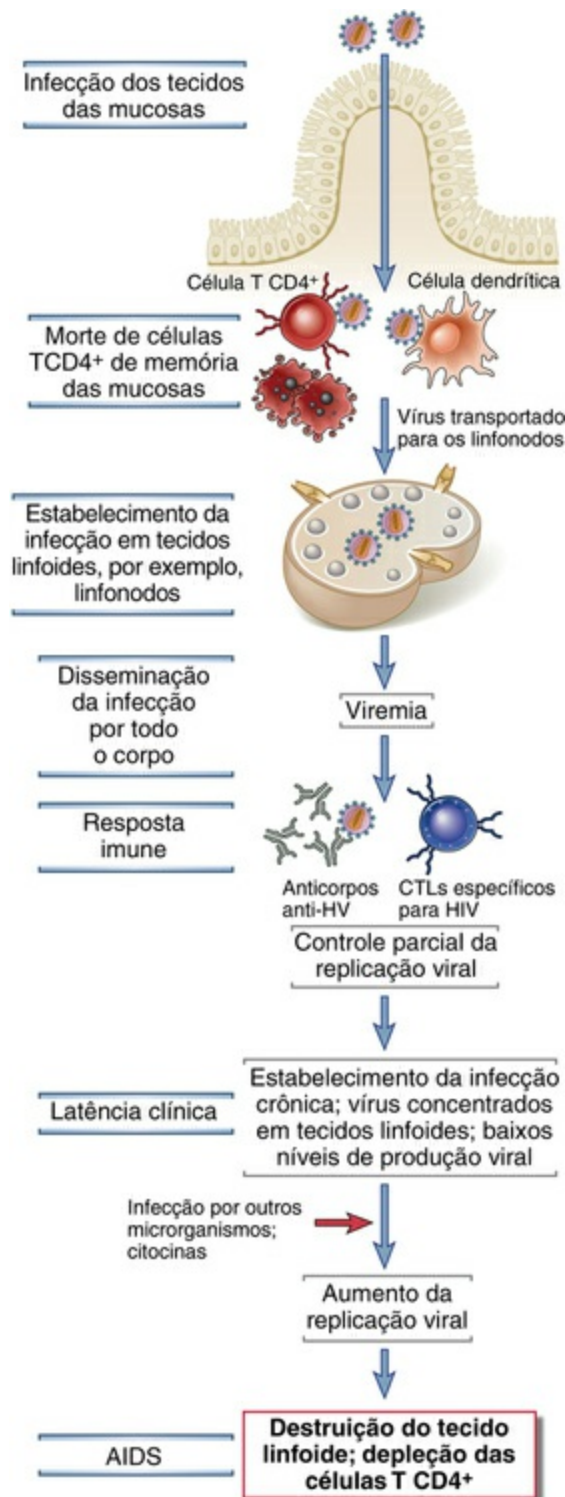 Infecção dos tecidos
das mucosas
Célula T CD4+
Célula dendrítica
Morte de células
TCD4+ de memória
das mucosas
Vírus transportado
para os linfonodos
Estabelecimento da
infecção em tecidos
linfoides, por exemplo,
linfonodos
Disseminação
da infecção
por todo
o corpo
Viremia
Resposta
imune
Anticorpos
anti-HV
CTLs específicos
para HIV
Controle parcial da
replicação viral
Latência clínica
Estabelecimento da infecção
crônica; vírus concentrados
em tecidos linfoides; baixos
níveis de produção viral
Infecção por outros
microrganismos;
citocinas
Aumento da
replicação viral
AIDS
Destruição do tecido
linfoide; depleção das
células T CD4+